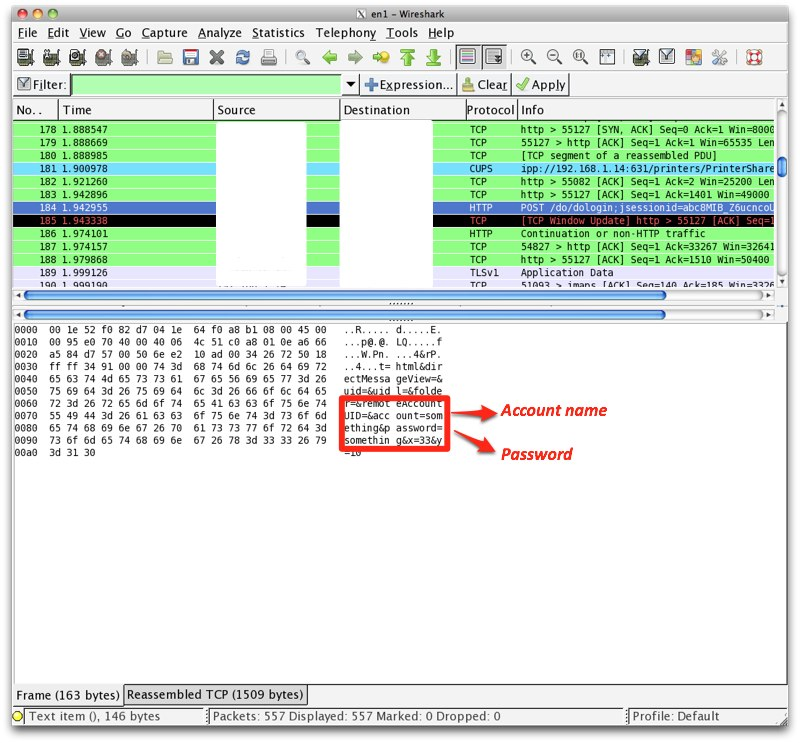 en1 - Wireshark
File Edit View Go Capture Analyze Statistics Telephony Tools Help
Filter: Expression... Clear Apply
No. . Time Source Destination Protocol Info
178 1.888547 TCP http > 55127 [SYN, ACK] Seq=0 Ack=1 Win=8000
179 1.888669 TCP 55127 > http [ACK] Seq=1 Ack=1 Win=65535 Len
180 1.888985 TCP [TCP segment of a reassembled PDU]
181 1.900978 CUPS ipp://192.168.1.14:631/printers/PrinterShare
182 1.921260 TCP http > 55082 [ACK] Seq=1 Ack=2 Win=25200 Len
183 1.942896 TCP http > 55127 [ACK] Seq=1 Ack=1401 Win=49000
184 1.942955 HTTP POST /do/dologin;jsessionid=abc8MIB_Z6ucncoU
185 1.943338 TCP [TCP Window Update] http > 55127 [ACK] Seq=1
186 1.974101 HTTP Continuation or non-HTTP traffic
187 1.974157 TCP 54827 > http [ACK] Seq=1 Ack=33267 Win=32641
188 1.979868 TCP http > 55127 [ACK] Seq=1 Ack=1510 Win=50400
189 1.999126 TLSv1 Application Data
190 1.999190 TCP 51093 > imaps [ACK] Seq=140 Ack=185 Win=3326
0000 00 1e 52 f0 82 d7 04 1e 64 f0 a8 b1 08 00 45 00 ..R..... d.....E.
0010 00 95 e0 70 40 00 40 06 4c 51 c0 a8 01 0e a6 66 ...p@.@. LQ.....f
0020 a5 84 d7 57 00 50 6e e2 10 ad 00 34 72 50 18 ...W.Pn. ...4rP.
0030 ff ff 34 91 00 00 74 3d 68 74 6d 6c 26 64 69 72 ..4...t= html&dir
0040 65 63 74 4d 65 73 73 61 67 65 56 69 65 77 3d 26 ectMessa geView=&
0050 75 69 64 3d 26 75 69 64 6c 3d 26 66 6f 6c 64 65 uid=&uid l=&folde
0060 72 3d 26 72 65 6d 6f 74 65 41 63 63 6f 75 6e 74 r=&remot eAccount
0070 55 49 44 3d 26 61 63 63 6f 75 6e 74 3d 73 6f 6d UID=&acc ount=som
0080 65 74 68 69 6e 67 26 70 61 73 73 77 6f 72 64 3d ething&p assword=
0090 73 6f 6d 65 74 68 69 6e 67 26 78 3d 33 33 26 79 somethin g&x=33&y
00a0 3d 31 30 =10
Account name
Password
Frame (163 bytes) Reassembled TCP (1509 bytes)
Text item (), 146 bytes Packets: 557 Displayed: 557 Marked: 0 Dropped: 0 Profile: Default